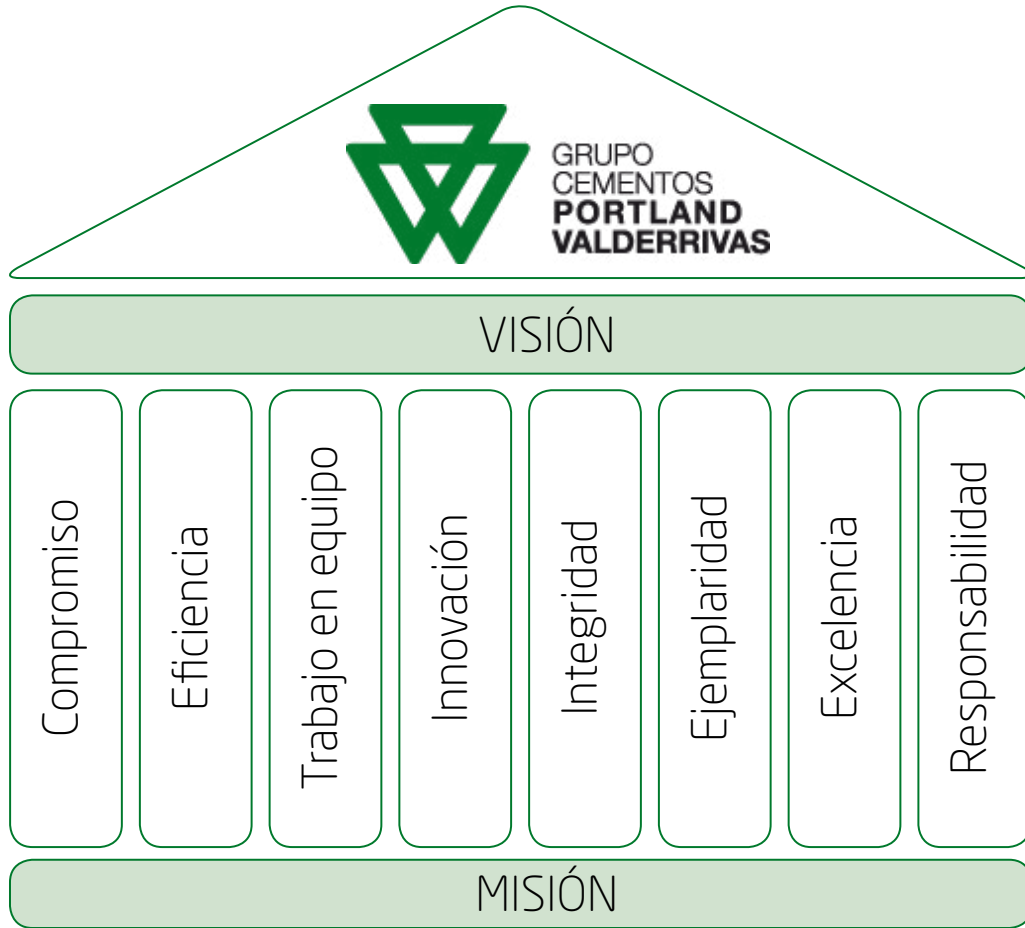 GRUPO
CEMENTOS
PORTLAND
VALDERRIVAS
VISIÓN
Compromiso
Eficiencia
Trabajo en equipo
Innovación
Integridad
Ejemplaridad
Excelencia
Responsabilidad
MISIÓN